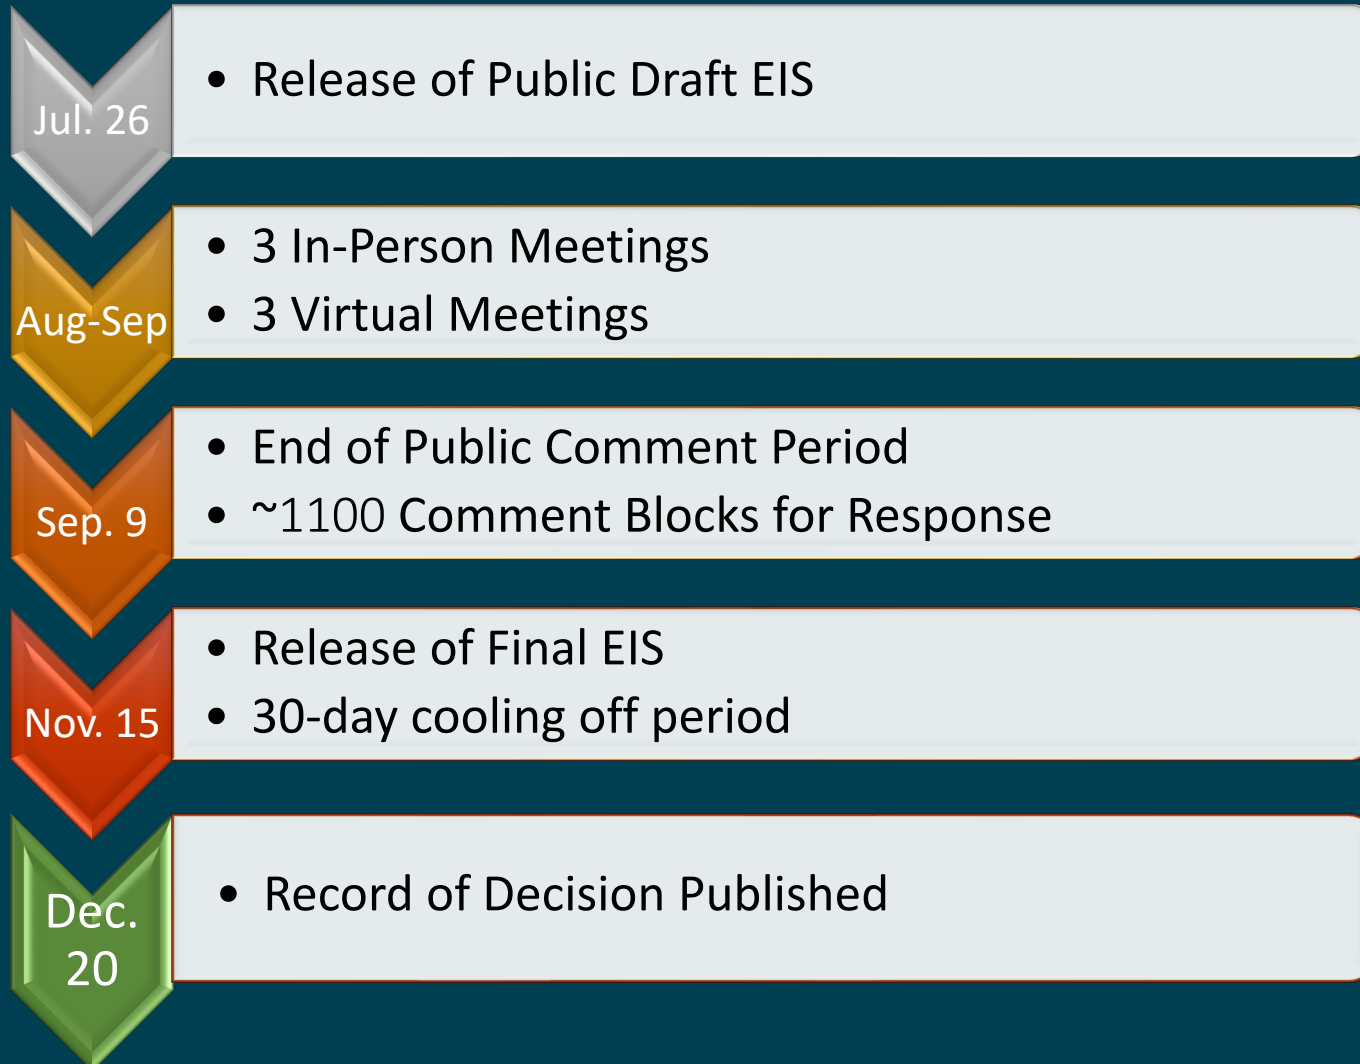 Jul. 26
• Release of Public Draft EIS
Aug-Sep
• 3 In-Person Meetings
• 3 Virtual Meetings
Sep. 9
• End of Public Comment Period
• ~1100 Comment Blocks for Response
Nov. 15
• Release of Final EIS
• 30-day cooling off period
Dec.
20
• Record of Decision Published